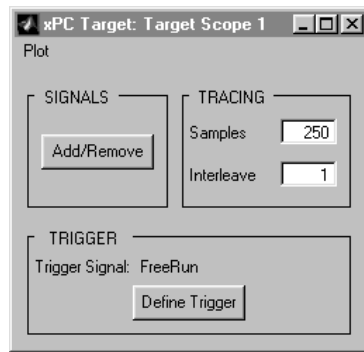 xPC Target: Target Scope 1
Plot
SIGNALS
Add/Remove
TRACING
Samples 250
Interleave 1
TRIGGER
Trigger Signal: FreeRun
Define Trigger